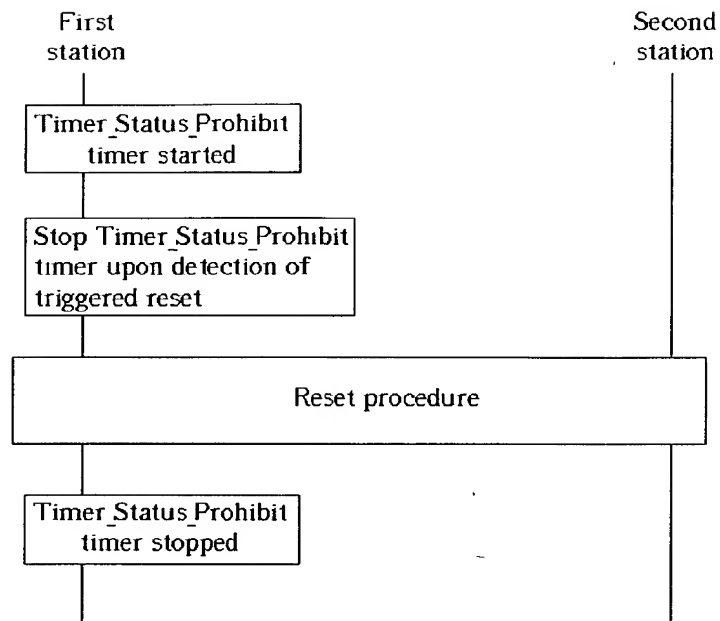 First
station
Second
station
Timer_Status_Prohibit
timer started
Stop Timer_Status_Prohibit
timer upon detection of
triggered reset
Reset procedure
Timer_Status_Prohibit
timer stopped